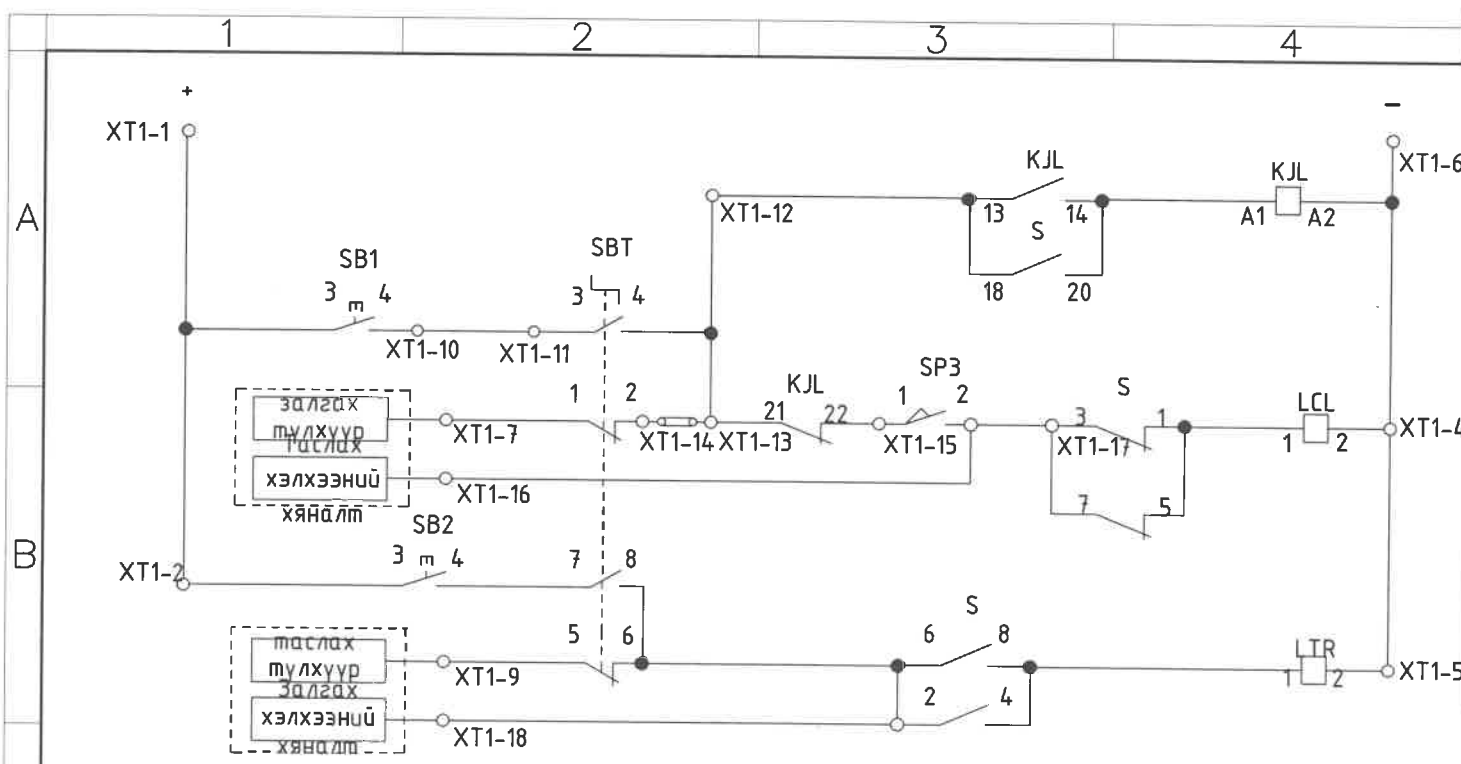 1 2 3 4
+
−
XT1-1
XT1-6
KJL
KJL
A
XT1-12
13 14
A1 A2
S
SB1
SBT
3 4
3 4
18 20
XT1-10 XT1-11
KJL
SP3
S
залгах
түлхүүр
1 2
21 22
1 2
3 1
LCL
XT1-7
XT1-14 XT1-13
XT1-15
XT1-17
1 2
XT1-4
Таслах
хэлхээний
хяналт
XT1-16
7 5
SB2
B
3 4
7 8
XT1-2
S
таслах
түлхүүр
5 6
6 8
LTR
XT1-9
1 2
XT1-5
Залгах
хэлхээний
хяналт
2 4
XT1-18